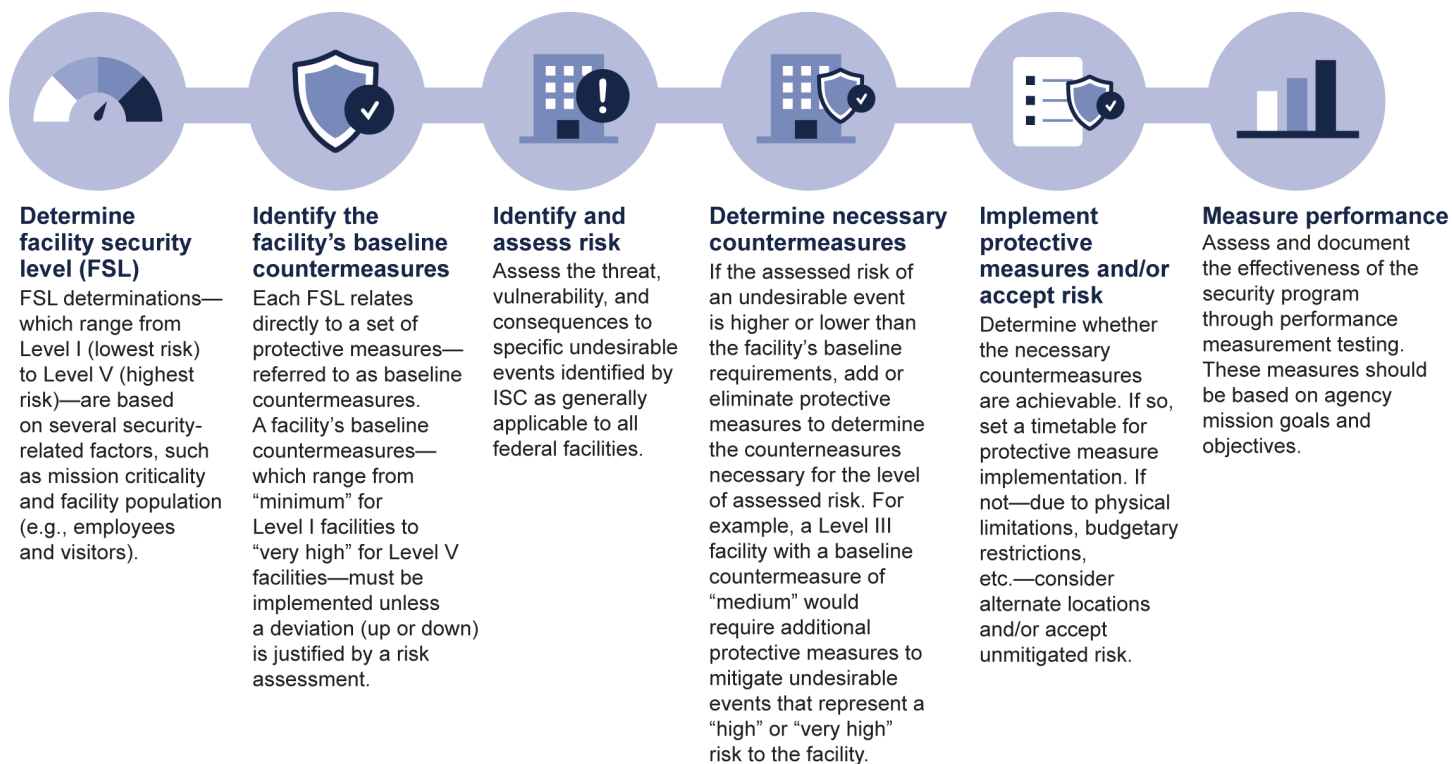 Determine
facility security
level (FSL)
FSL determinations—
which range from
Level I (lowest risk)
to Level V (highest
risk)—are based
on several security-
related factors, such
as mission criticality
and facility population
(e.g., employees
and visitors).
Identify the
facility’s baseline
countermeasures
Each FSL relates
directly to a set of
protective measures—
referred to as baseline
countermeasures.
A facility’s baseline
countermeasures—
which range from
“minimum” for
Level I facilities to
“very high” for Level V
facilities—must be
implemented unless
a deviation (up or down)
is justified by a risk
assessment.
Identify and
assess risk
Assess the threat,
vulnerability, and
consequences to
specific undesirable
events identified by
ISC as generally
applicable to all
federal facilities.
Determine necessary
countermeasures
If the assessed risk of
an undesirable event
is higher or lower than
the facility’s baseline
requirements, add or
eliminate protective
measures to determine
the counterneasures
necessary for the level
of assessed risk. For
example, a Level III
facility with a baseline
countermeasure of
“medium” would
require additional
protective measures to
mitigate undesirable
events that represent a
“high” or “very high”
risk to the facility.
Implement
protective
measures and/or
accept risk
Determine whether
the necessary
countermeasures
are achievable. If so,
set a timetable for
protective measure
implementation. If
not—due to physical
limitations, budgetary
restrictions,
etc.—consider
alternate locations
and/or accept
unmitigated risk.
Measure performance
Assess and document
the effectiveness of the
security program
through performance
measurement testing.
These measures should
be based on agency
mission goals and
objectives.